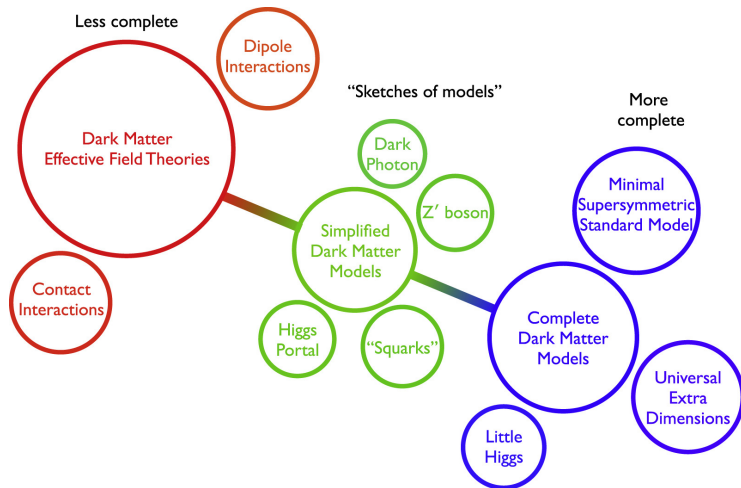 Less complete
Dipole
Interactions
Dark Matter
Effective Field Theories
Contact
Interactions
"Sketches of models"
Dark
Photon
Z′ boson
Simplified
Dark Matter
Models
Higgs
Portal
"Squarks"
More
complete
Minimal
Supersymmetric
Standard Model
Complete
Dark Matter
Models
Universal
Extra
Dimensions
Little
Higgs